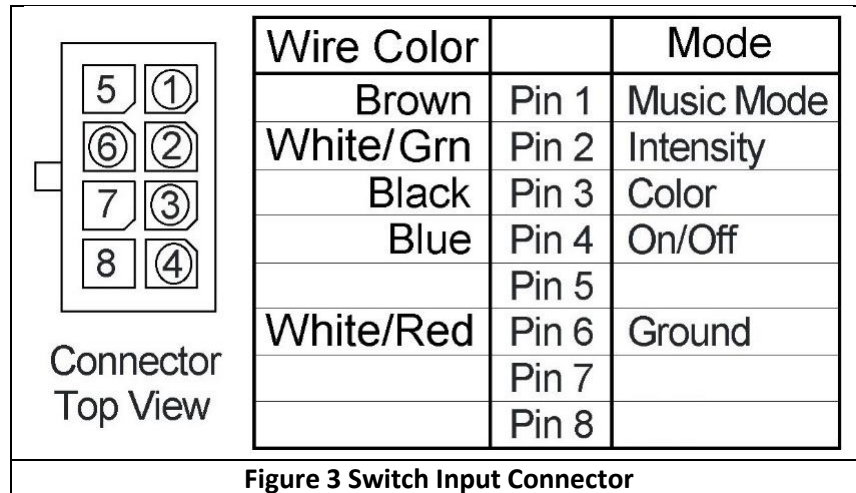 5 1
6 2
7 3
8 4
Connector
Top View
Wire Color Mode
Brown Pin 1 Music Mode
White/Grn Pin 2 Intensity
Black Pin 3 Color
Blue Pin 4 On/Off
Pin 5
White/Red Pin 6 Ground
Pin 7
Pin 8
Figure 3 Switch Input Connector